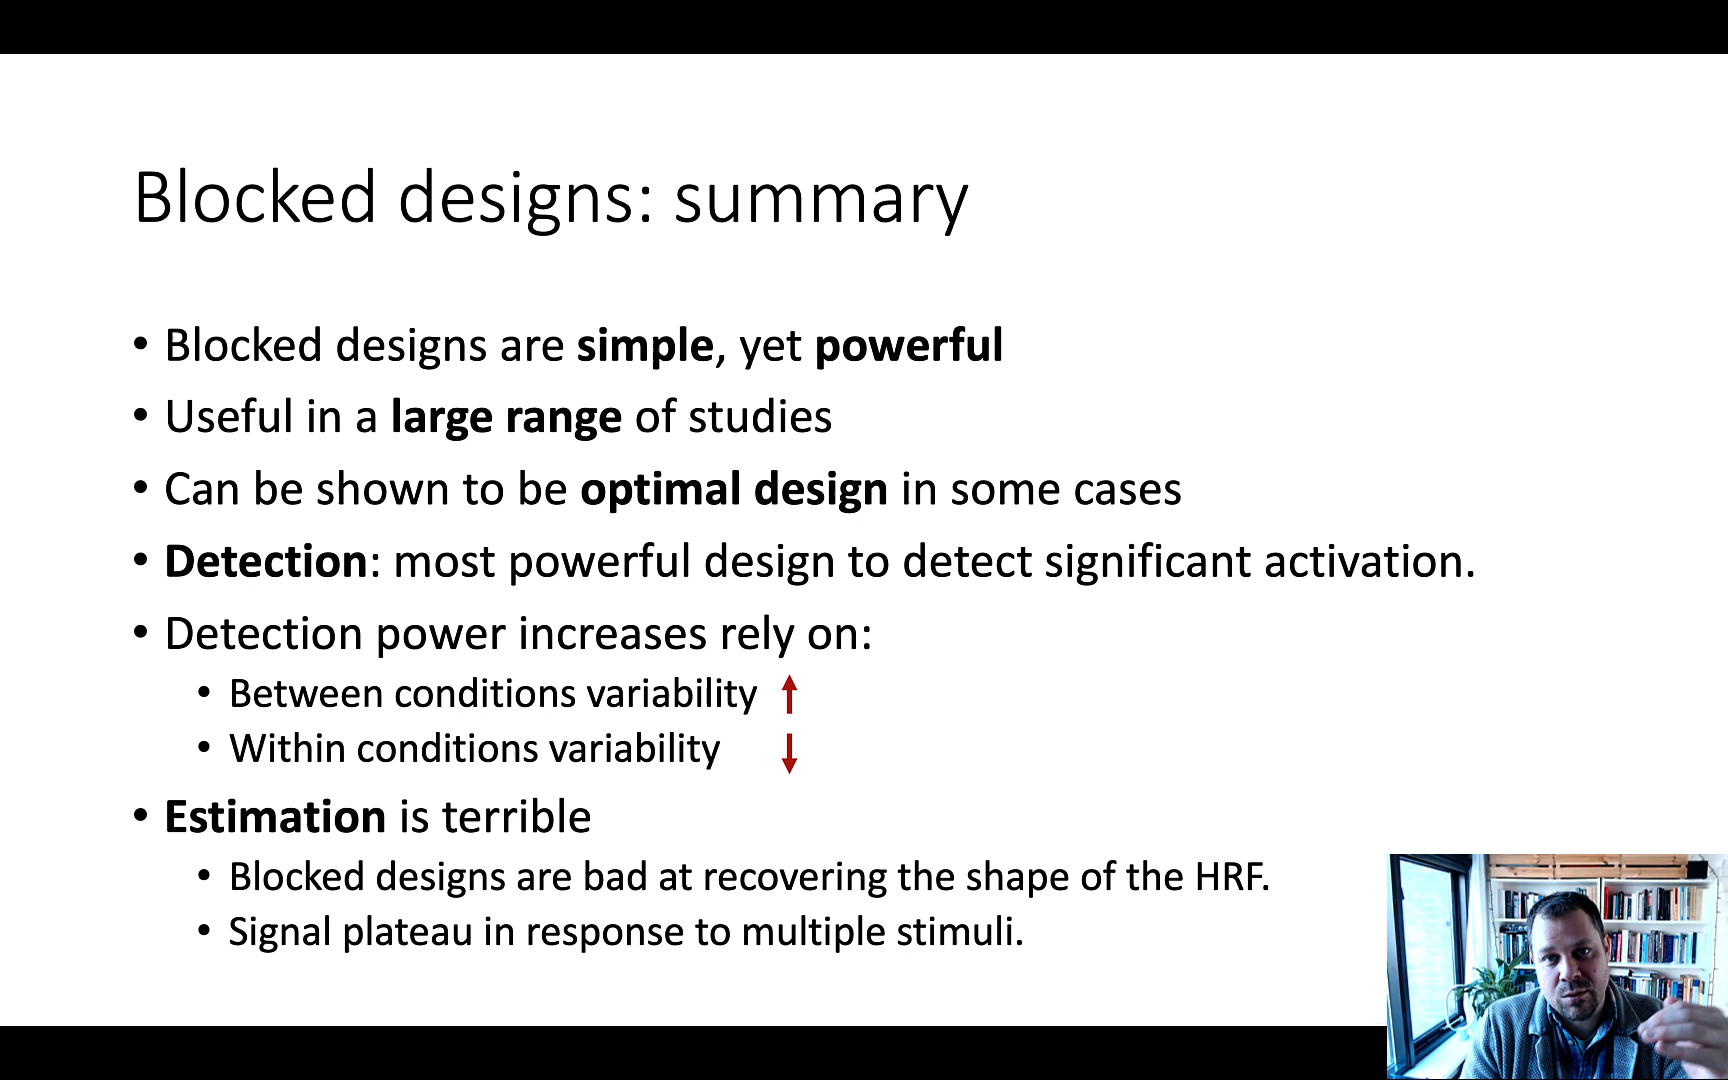 Blocked designs: summary
• Blocked designs are simple, yet powerful
• Useful in a large range of studies
• Can be shown to be optimal design in some cases
• Detection: most powerful design to detect significant activation.
• Detection power increases rely on:
• Between conditions variability
• Within conditions variability
• Estimation is terrible
• Blocked designs are bad at recovering the shape of the HRF.
• Signal plateau in response to multiple stimuli.